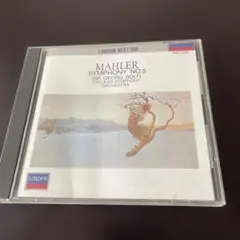 LONDON BEST 100
MAHLER
SYMPHONY NO.5
SIR GEORG SOLTI
CHICAGO SYMPHONY
ORCHESTRA
LONDON